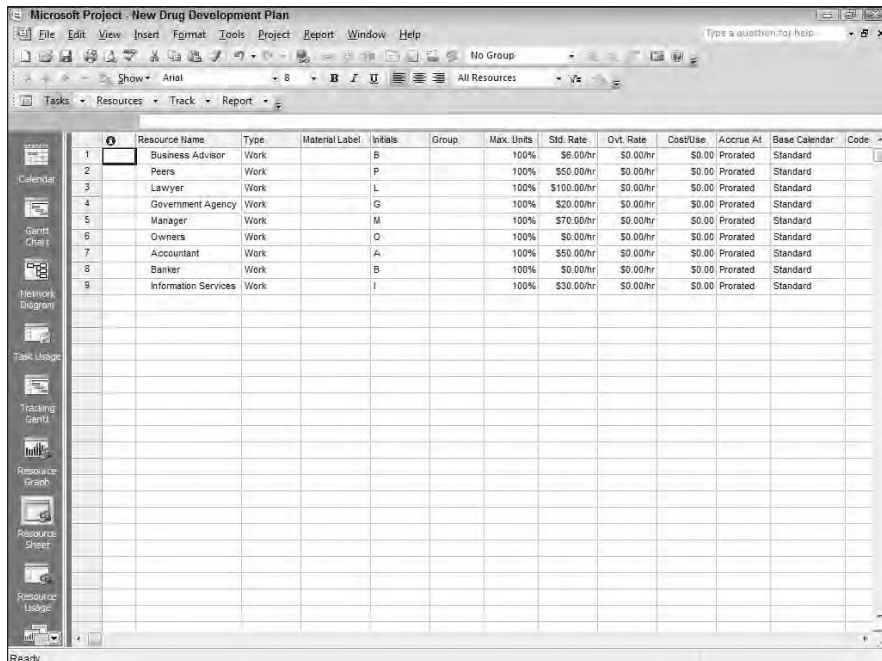 Microsoft Project - New Drug Development Plan
File Edit View Insert Format Tools Project Report Window Help Type a question for help
No Group
Show Arial 8 B I U All Resources
Tasks Resources Track Report
Resource Name Type Material Label Initials Group Max. Units Std. Rate Ovt. Rate Cost/Use Accrue At Base Calendar Code
1 Business Advisor Work B 100% $6.00/hr $0.00/hr $0.00 Prorated Standard
2 Peers Work P 100% $50.00/hr $0.00/hr $0.00 Prorated Standard
3 Lawyer Work L 100% $100.00/hr $0.00/hr $0.00 Prorated Standard
4 Government Agency Work G 100% $20.00/hr $0.00/hr $0.00 Prorated Standard
5 Manager Work M 100% $70.00/hr $0.00/hr $0.00 Prorated Standard
6 Owners Work O 100% $0.00/hr $0.00/hr $0.00 Prorated Standard
7 Accountant Work A 100% $50.00/hr $0.00/hr $0.00 Prorated Standard
8 Banker Work B 100% $0.00/hr $0.00/hr $0.00 Prorated Standard
9 Information Services Work I 100% $30.00/hr $0.00/hr $0.00 Prorated Standard
Calendar
Gantt
Chart
Network
Diagram
Task Usage
Tracking
Gantt
Resource
Graph
Resource
Sheet
Resource
Usage
Ready